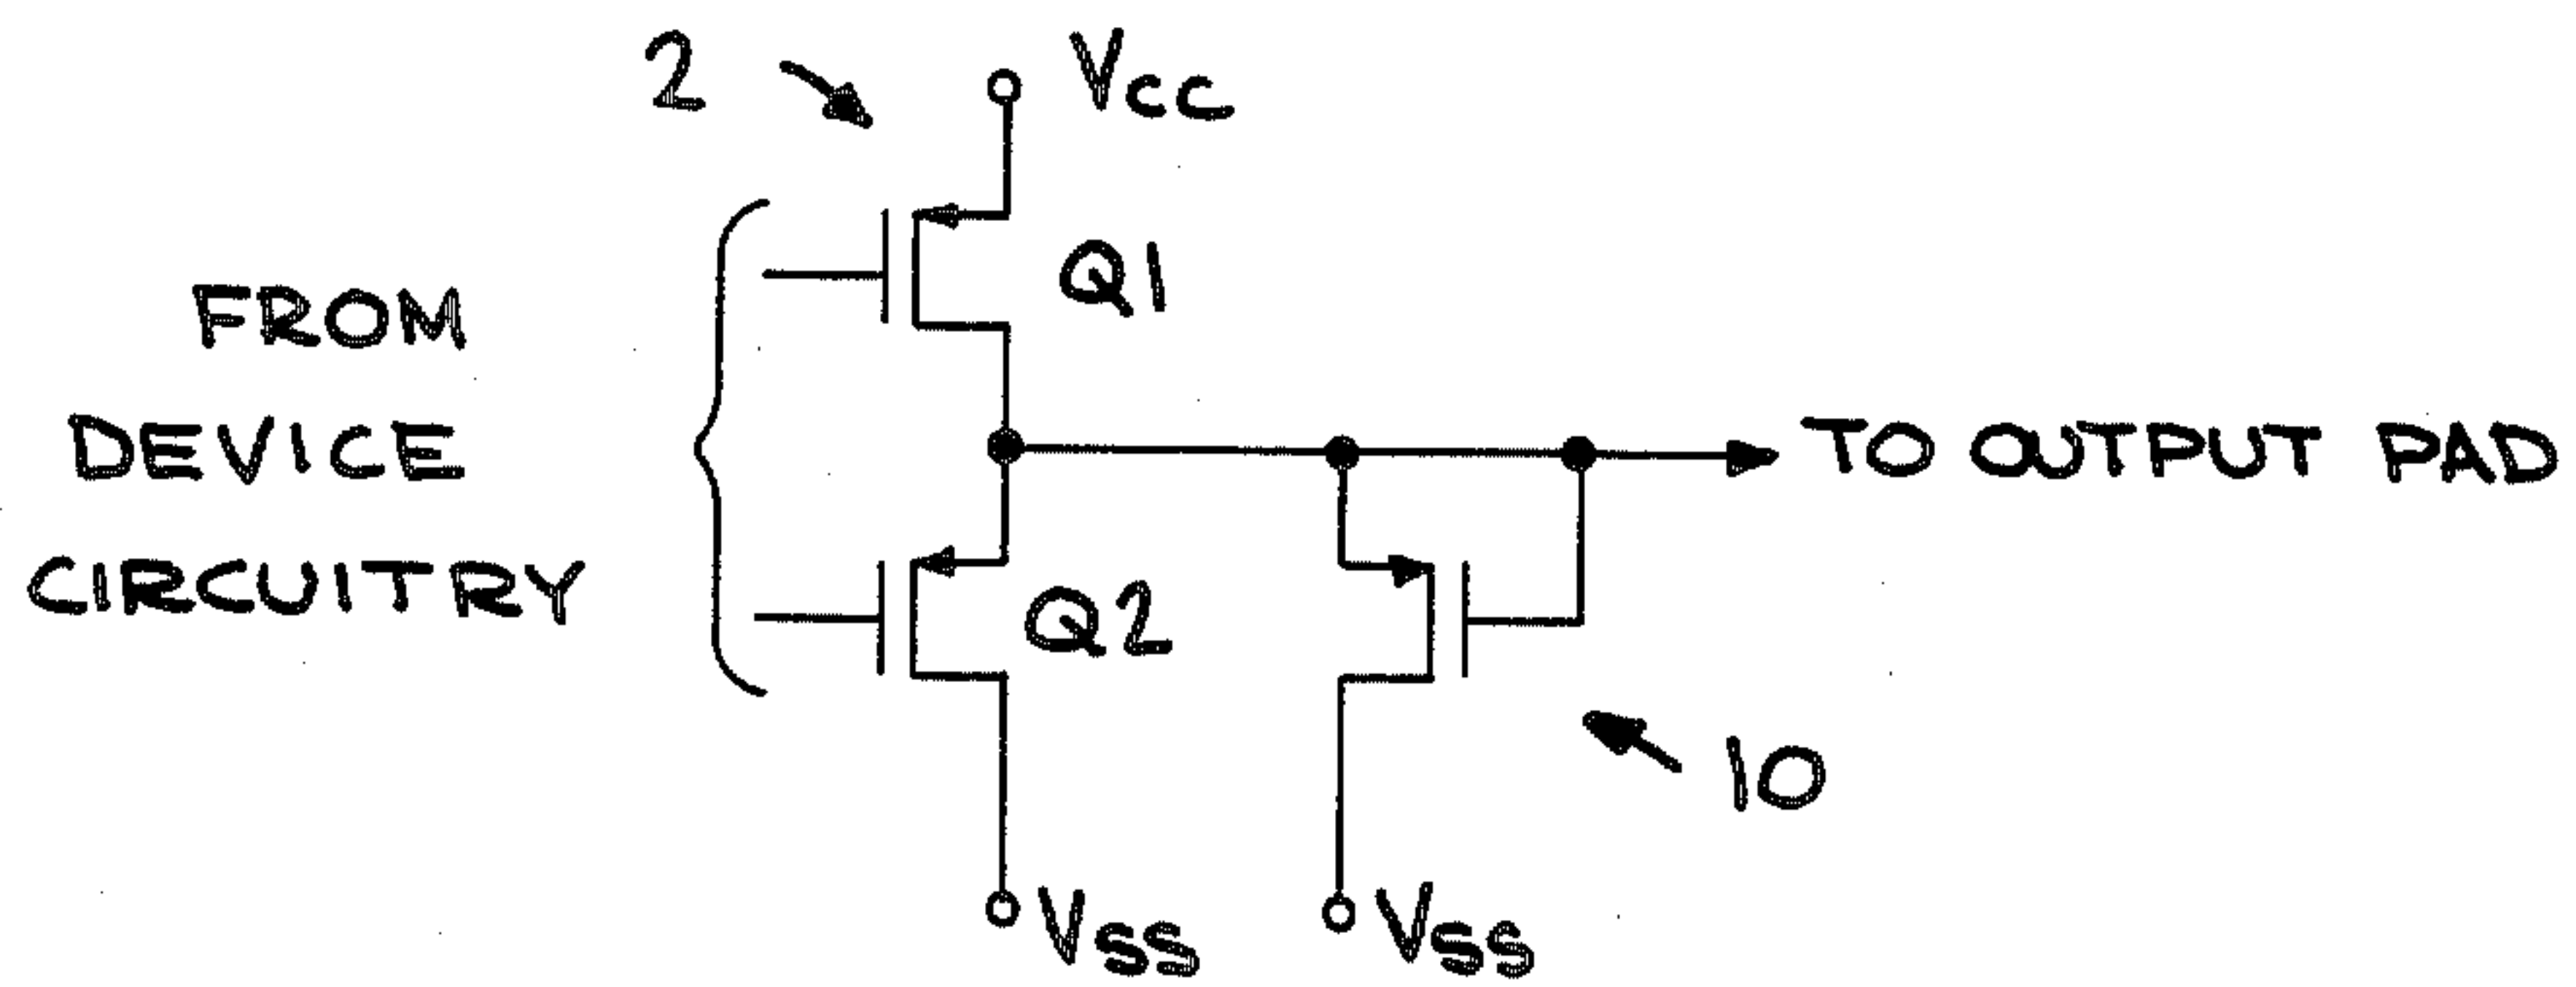 2
VCC
Q1
FROM
DEVICE
CIRCUITRY
TO OUTPUT PAD
Q2
10
VSS
VSS